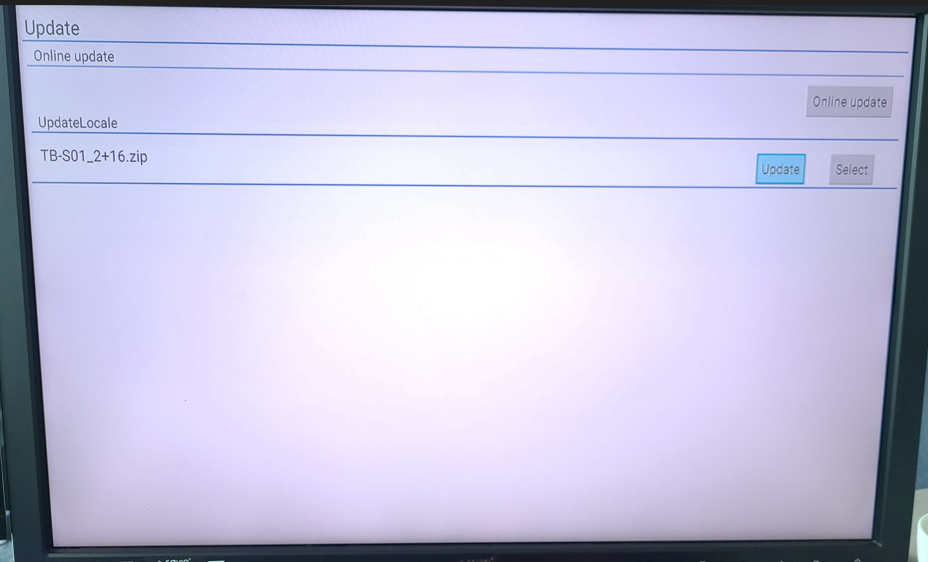 Update
Online update
Online update
UpdateLocale
TB-S01_2+16.zip
Update Select